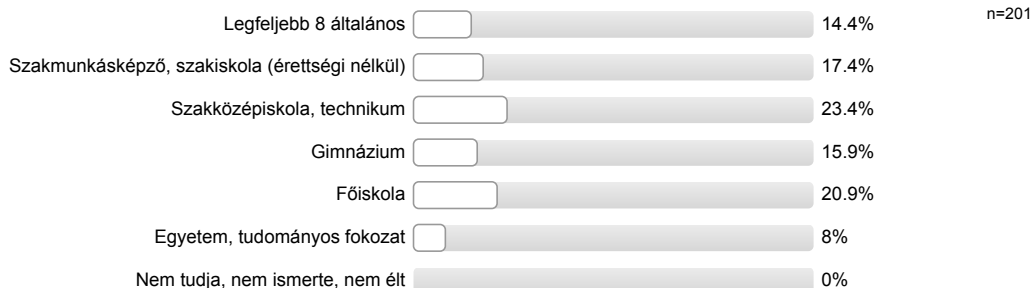 Legfeljebb 8 általános 14.4% n=201
Szakmunkásképző, szakiskola (érettségi nélkül) 17.4%
Szakközépiskola, technikum 23.4%
Gimnázium 15.9%
Főiskola 20.9%
Egyetem, tudományos fokozat 8%
Nem tudja, nem ismerte, nem élt 0%